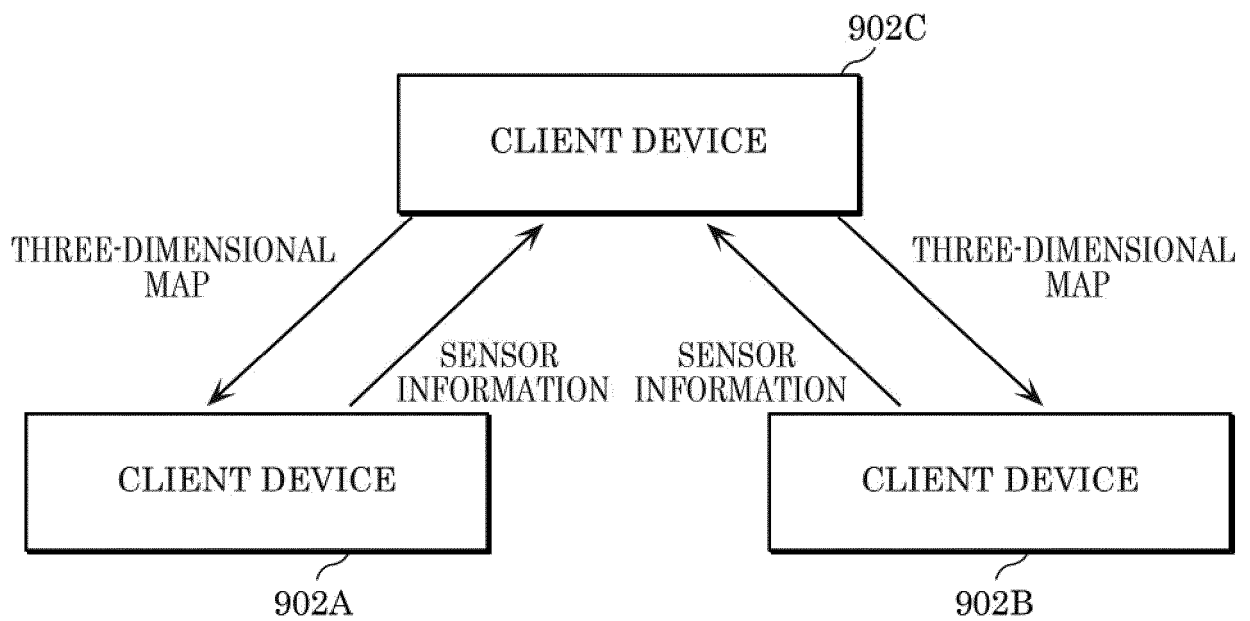 902C
CLIENT DEVICE
THREE-DIMENSIONAL
MAP
THREE-DIMENSIONAL
MAP
SENSOR
INFORMATION
SENSOR
INFORMATION
CLIENT DEVICE
CLIENT DEVICE
902A
902B